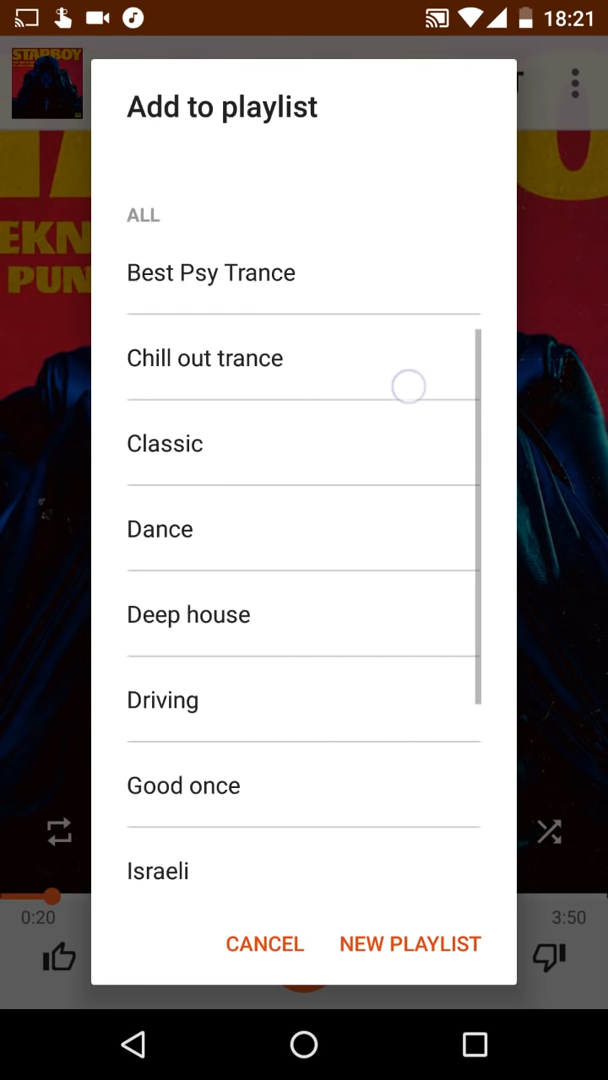 18:21
STARBOY
Add to playlist
ALL
Best Psy Trance
Chill out trance
Classic
Dance
Deep house
Driving
Good once
Israeli
0:20
3:50
CANCEL
NEW PLAYLIST